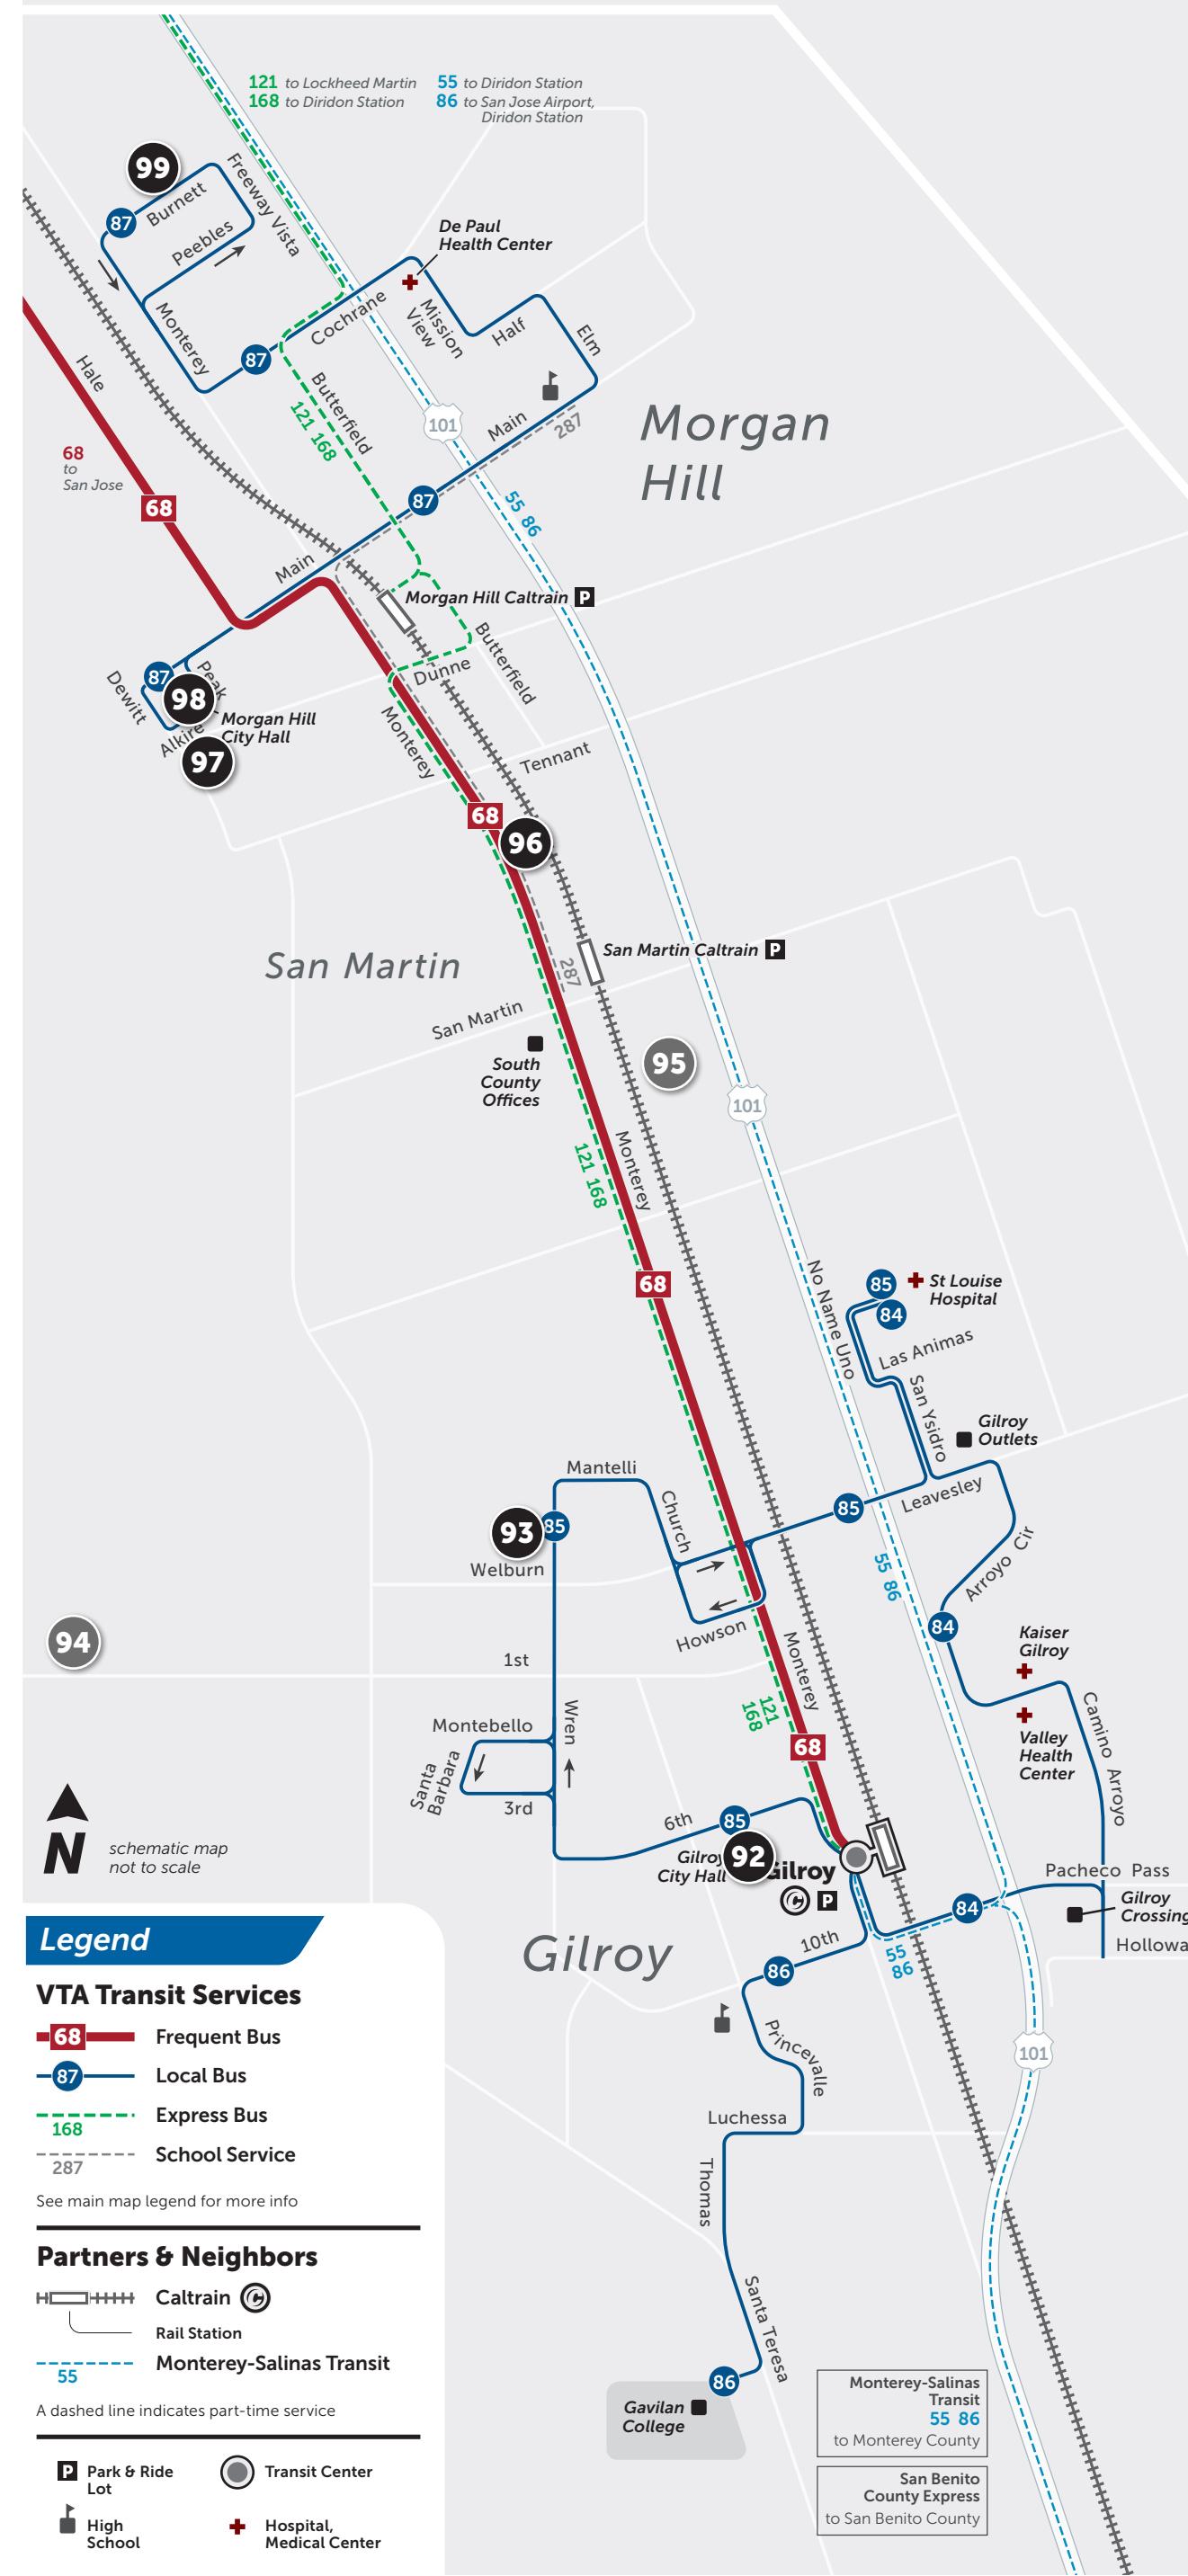 121 to Lockheed Martin
168 to Diridon Station
55 to Diridon Station
86 to San Jose Airport,
Diridon Station
99
87
Burnett
Freeway Vista
Peebles
De Paul
Health Center
Monterey
Cochrane
Mission
View
Half
Elm
87
Hale
Butterfield
121 168
101
Main
287
Morgan
Hill
68
to
San Jose
68
87
55 86
Main
Morgan Hill Caltrain P
87
Peak
Dewitt
98
Alkire
Morgan Hill
City Hall
97
Dunne
Butterfield
Monterey
Tennant
68
96
San Martin
San Martin Caltrain P
287
San Martin
South
County
Offices
95
101
121 168
Monterey
68
No Name Uno
85
84
St Louise
Hospital
Las Animas
San Ysidro
Gilroy
Outlets
Mantelli
Church
93
85
85
Leavesley
Welburn
55 86
Arroyo Cir
Howson
84
94
1st
Monterey
Kaiser
Gilroy
Wren
121
168
Montebello
Santa
Barbara
3rd
68
Valley
Health
Center
Camino Arroyo
6th
85
92
Gilroy
City Hall
Gilroy
P
Pacheco Pass
84
Gilroy
Crossing
N
schematic map
not to scale
Gilroy
10th
55
86
86
Princevalle
101
Luchessa
Thomas
Santa Teresa
86
Gavilan
College
Monterey-Salinas
Transit
55 86
to Monterey County
San Benito
County Express
to San Benito County
Legend
VTA Transit Services
68 Frequent Bus
87 Local Bus
168 Express Bus
287 School Service
See main map legend for more info
Partners & Neighbors
Caltrain
Rail Station
55 Monterey-Salinas Transit
A dashed line indicates part-time service
P Park & Ride
Lot
Transit Center
High
School
Hospital,
Medical Center